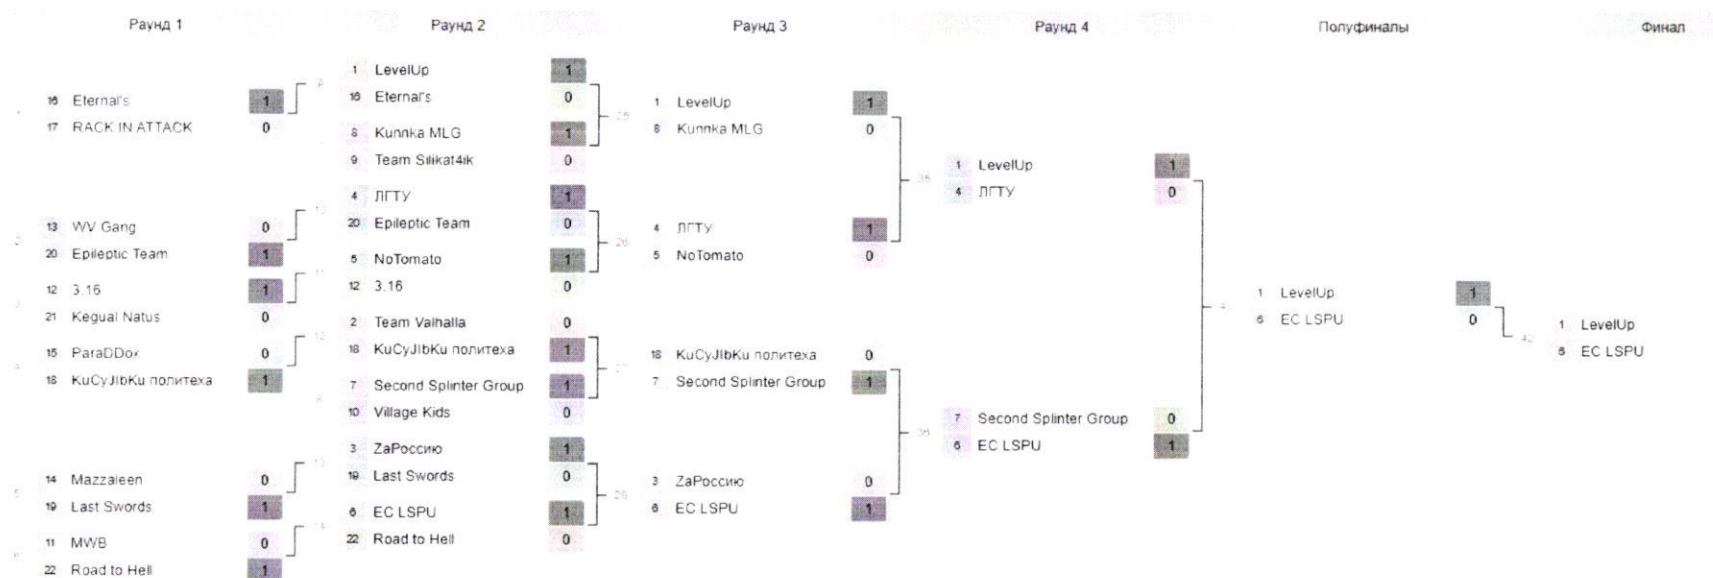 Раунд 1
Раунд 2
Раунд 3
Раунд 4
Полуфиналы
Финал
16 Eternal's 1
17 RACK IN ATTACK 0
13 WV Gang 0
20 Epileptic Team 1
12 3.16 1
21 Kegual Natus 0
15 ParaDDox 0
18 KuCyJIbKu политеха 1
14 Mazzaleen 0
19 Last Swords 1
11 MWB 0
22 Road to Hell 1
1 LevelUp 1
16 Eternal's 0
8 Kunnka MLG 1
9 Team Silikat4ik 0
4 ЛГТУ 1
20 Epileptic Team 0
5 NoTomato 1
12 3.16 0
2 Team Valhalla 0
18 KuCyJIbKu политеха 1
7 Second Splinter Group 1
10 Village Kids 0
3 ZaРоссию 1
19 Last Swords 0
6 EC LSPU 1
22 Road to Hell 0
1 LevelUp 1
8 Kunnka MLG 0
4 ЛГТУ 1
5 NoTomato 0
18 KuCyJIbKu политеха 0
7 Second Splinter Group 1
3 ZaРоссию 0
6 EC LSPU 1
1 LevelUp 1
4 ЛГТУ 0
7 Second Splinter Group 0
6 EC LSPU 1
1 LevelUp 1
6 EC LSPU 0
1 LevelUp
6 EC LSPU